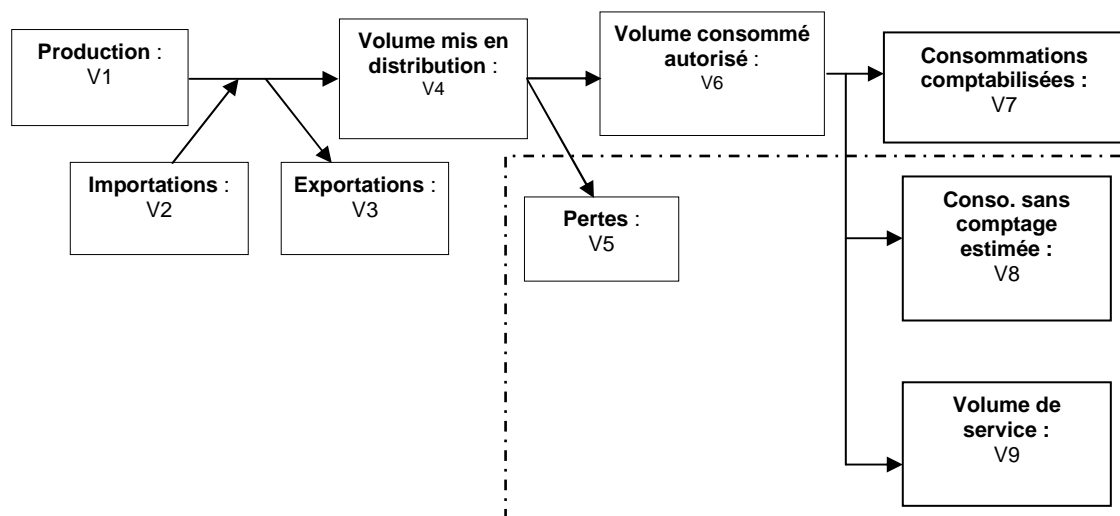 Production :
V1
Importations :
V2
Exportations :
V3
Volume mis en
distribution :
V4
Pertes :
V5
Volume consommé
autorisé :
V6
Consommations
comptabilisées :
V7
Conso. sans
comptage
estimée :
V8
Volume de
service :
V9